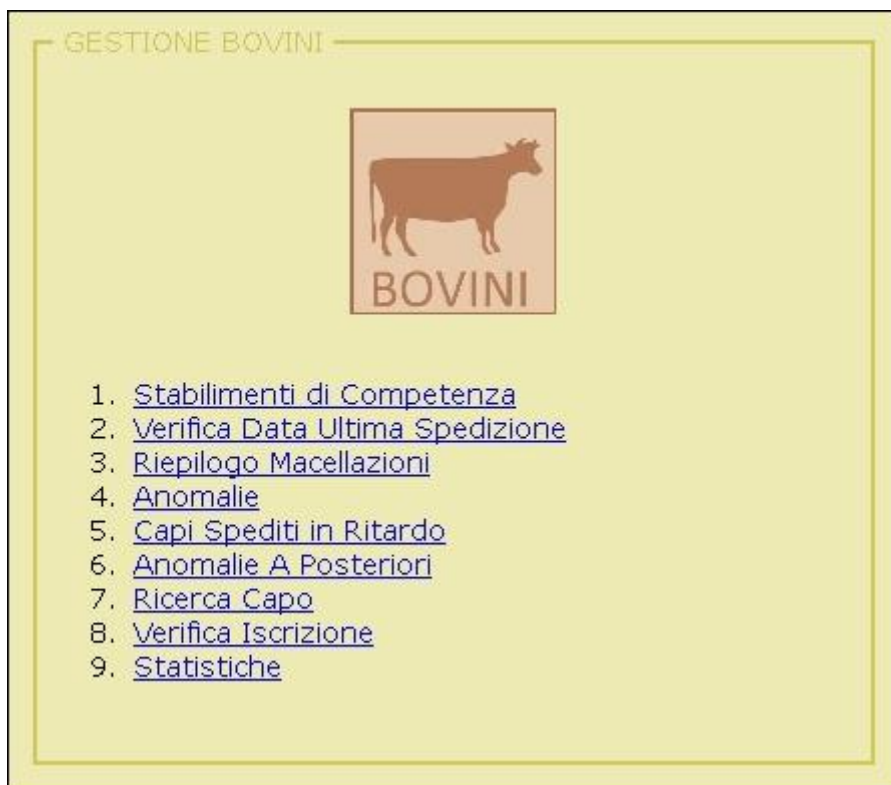 GESTIONE BOVINI
BOVINI
1. Stabilimenti di Competenza
2. Verifica Data Ultima Spedizione
3. Riepilogo Macellazioni
4. Anomalie
5. Capi Spediti in Ritardo
6. Anomalie A Posteriori
7. Ricerca Capo
8. Verifica Iscrizione
9. Statistiche